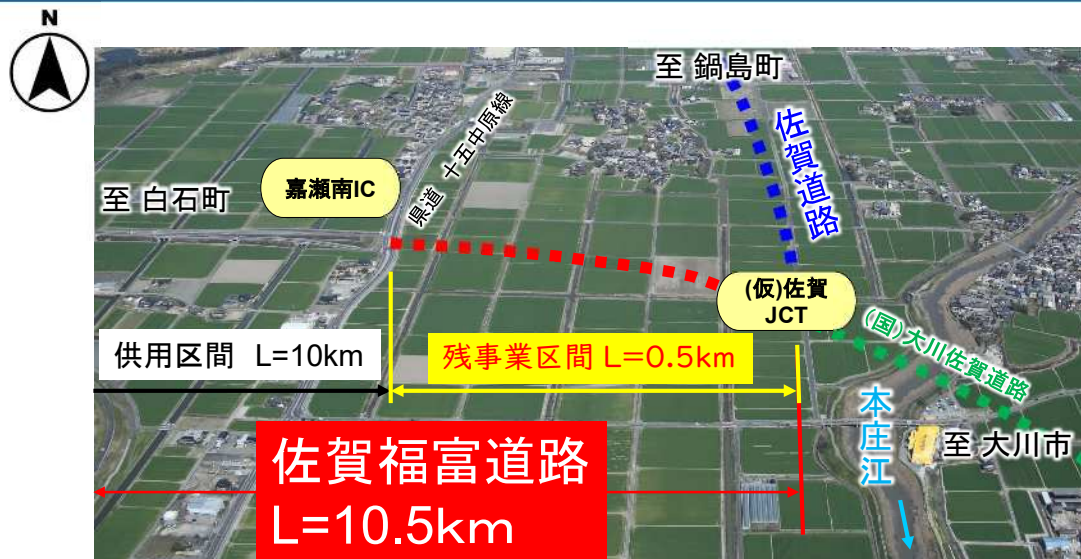 N
至 鍋島町
佐賀道路
県道 十五中原線
嘉瀬南IC
至 白石町
(仮)佐賀
JCT
(国)大川佐賀道路
供用区間 L=10km
残事業区間 L=0.5km
本庄江
至 大川市
佐賀福富道路
L=10.5km